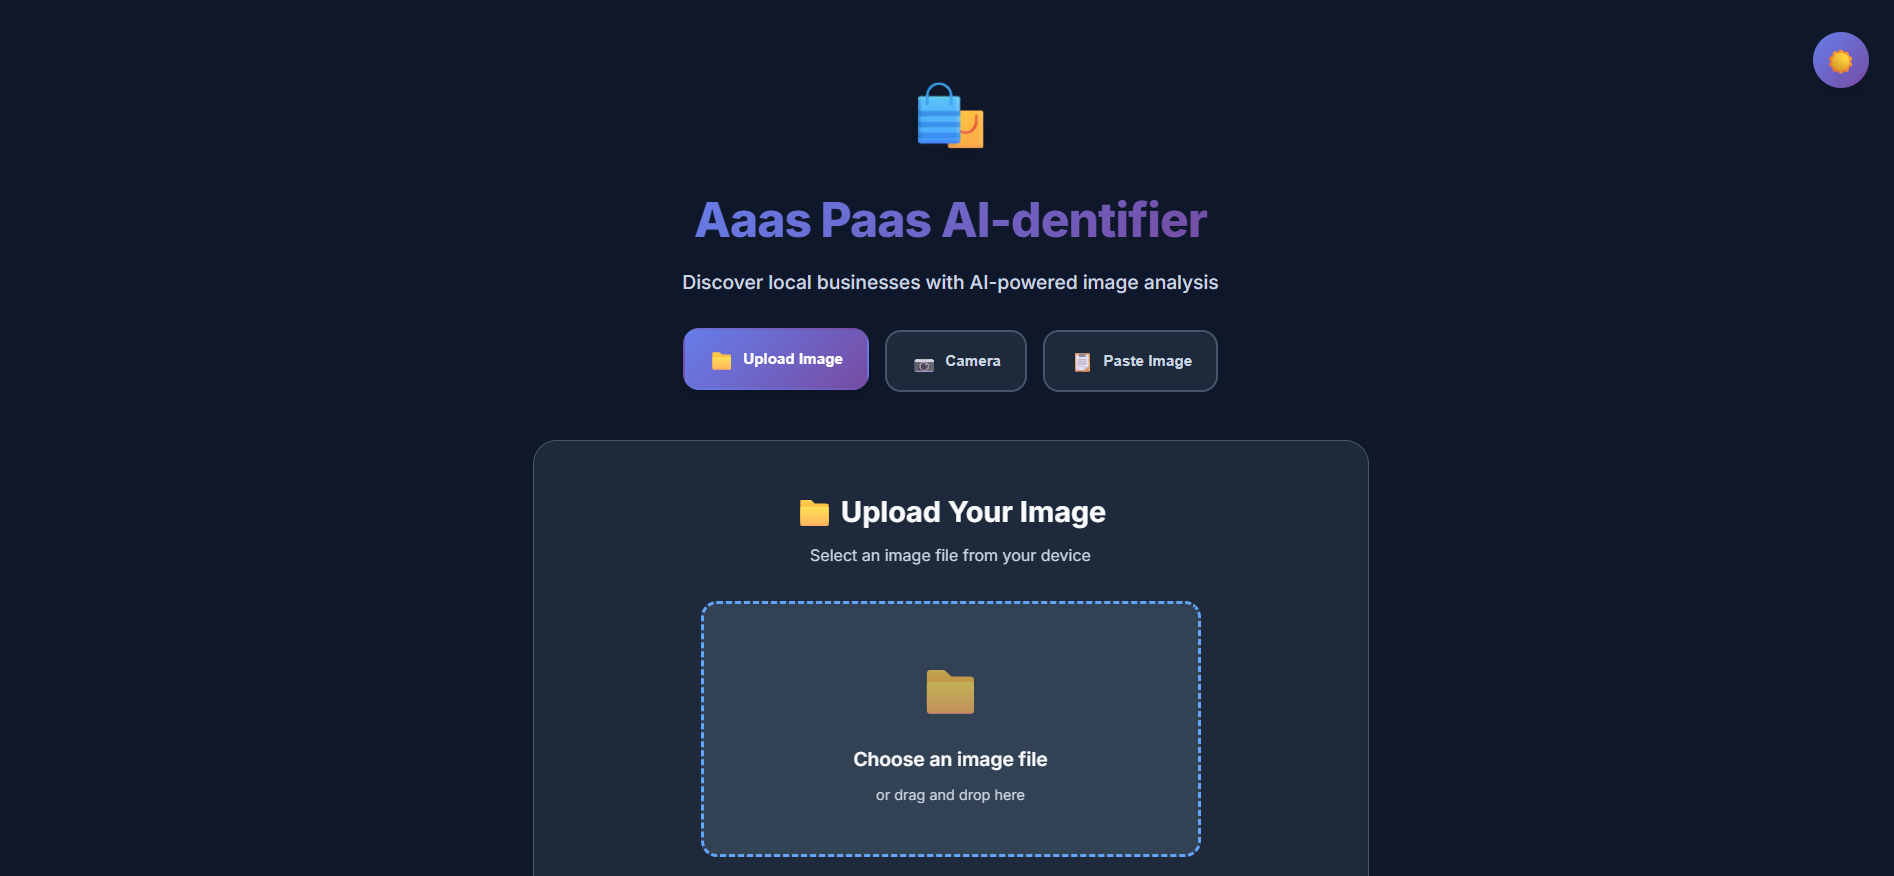 Aaas Paas AI-dentifier
Discover local businesses with AI-powered image analysis
Upload Image
Camera
Paste Image
Upload Your Image
Select an image file from your device
Choose an image file
or drag and drop here